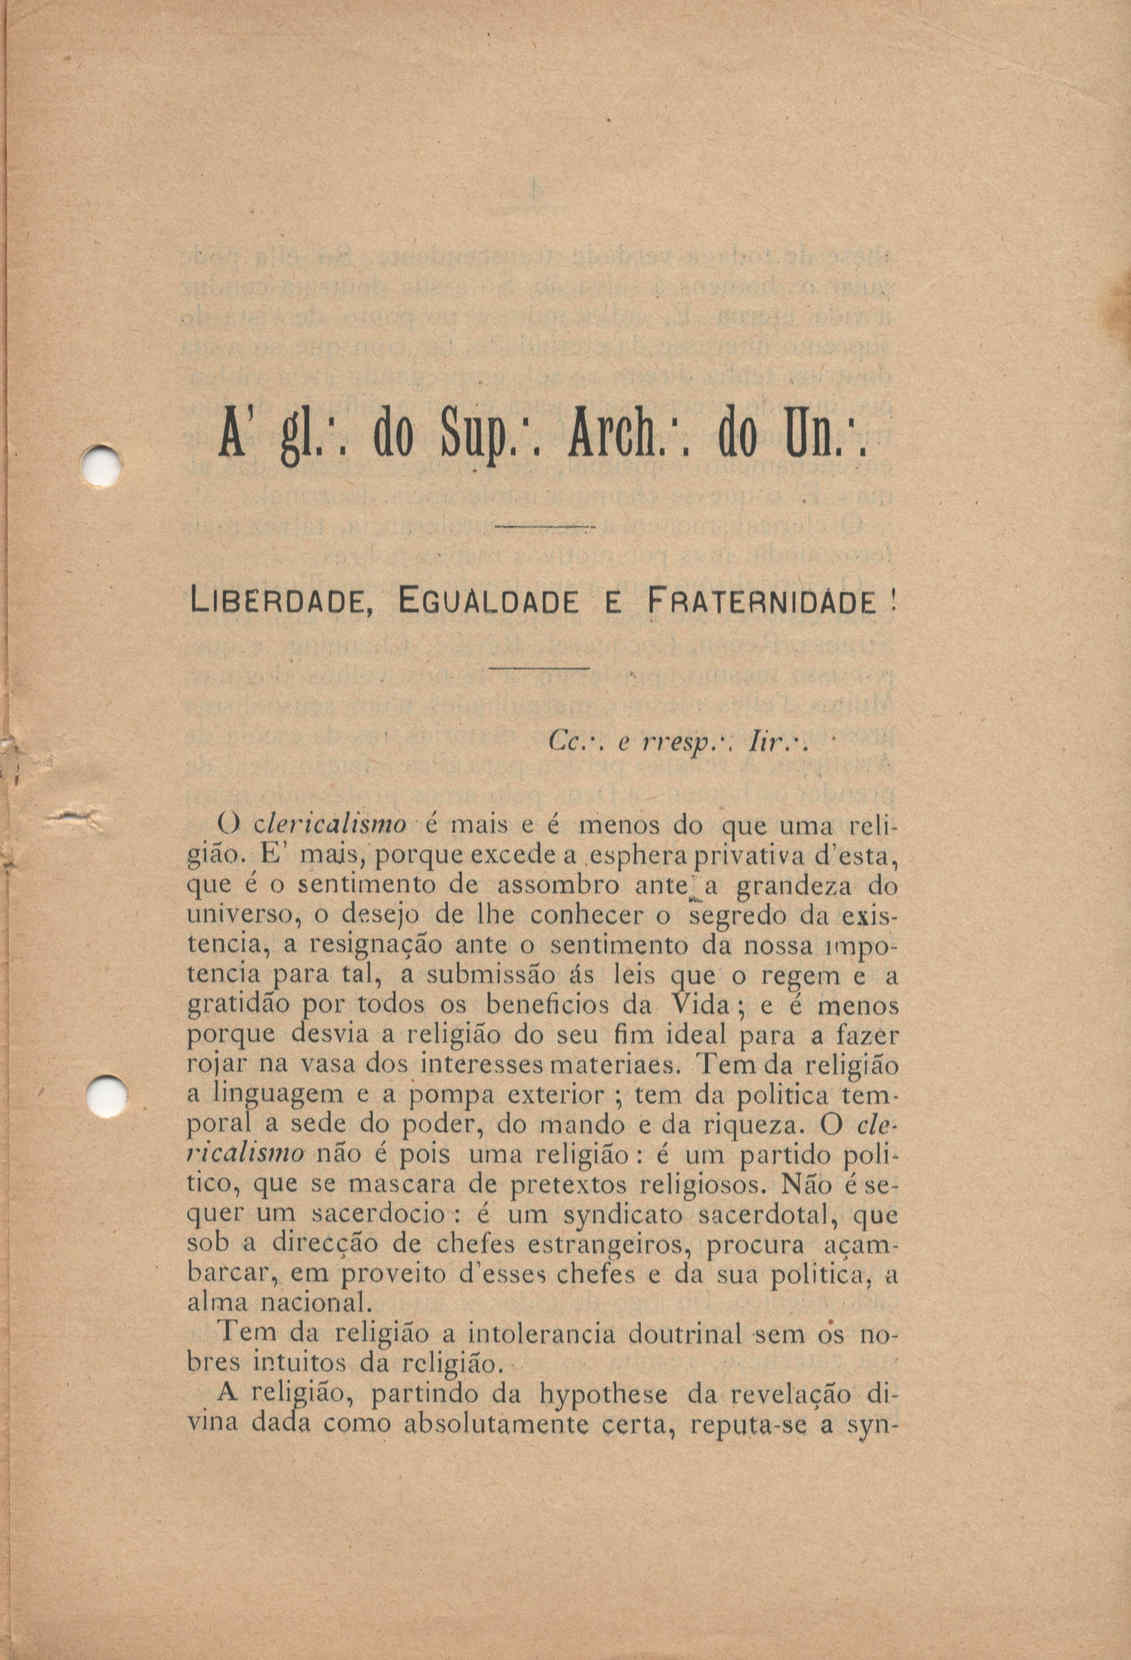 A' gl.∴ do Sup.∴ Arch.∴ do Un.∴
LIBERDADE, EGUALDADE E FRATERNIDADE!
Cc.∴ e rresp.∴ Iir.∴
O clericalismo é mais e é menos do que uma reli-
gião. E' mais, porque excede a esphera privativa d'esta,
que é o sentimento de assombro ante a grandeza do
universo, o desejo de lhe conhecer o segredo da exis-
tencia, a resignação ante o sentimento da nossa impo-
tencia para tal, a submissão ás leis que o regem e a
gratidão por todos os beneficios da Vida; e é menos
porque desvia a religião do seu fim ideal para a fazer
rojar na vasa dos interesses materiaes. Tem da religião
a linguagem e a pompa exterior; tem da politica tem-
poral a sede do poder, do mando e da riqueza. O cle-
ricalismo não é pois uma religião: é um partido poli-
tico, que se mascara de pretextos religiosos. Não é se-
quer um sacerdocio: é um syndicato sacerdotal, que
sob a direcção de chefes estrangeiros, procura açam-
barcar, em proveito d'esses chefes e da sua politica, a
alma nacional.
Tem da religião a intolerancia doutrinal sem os no-
bres intuitos da religião.
A religião, partindo da hypothese da revelação di-
vina dada como absolutamente certa, reputa-se a syn-